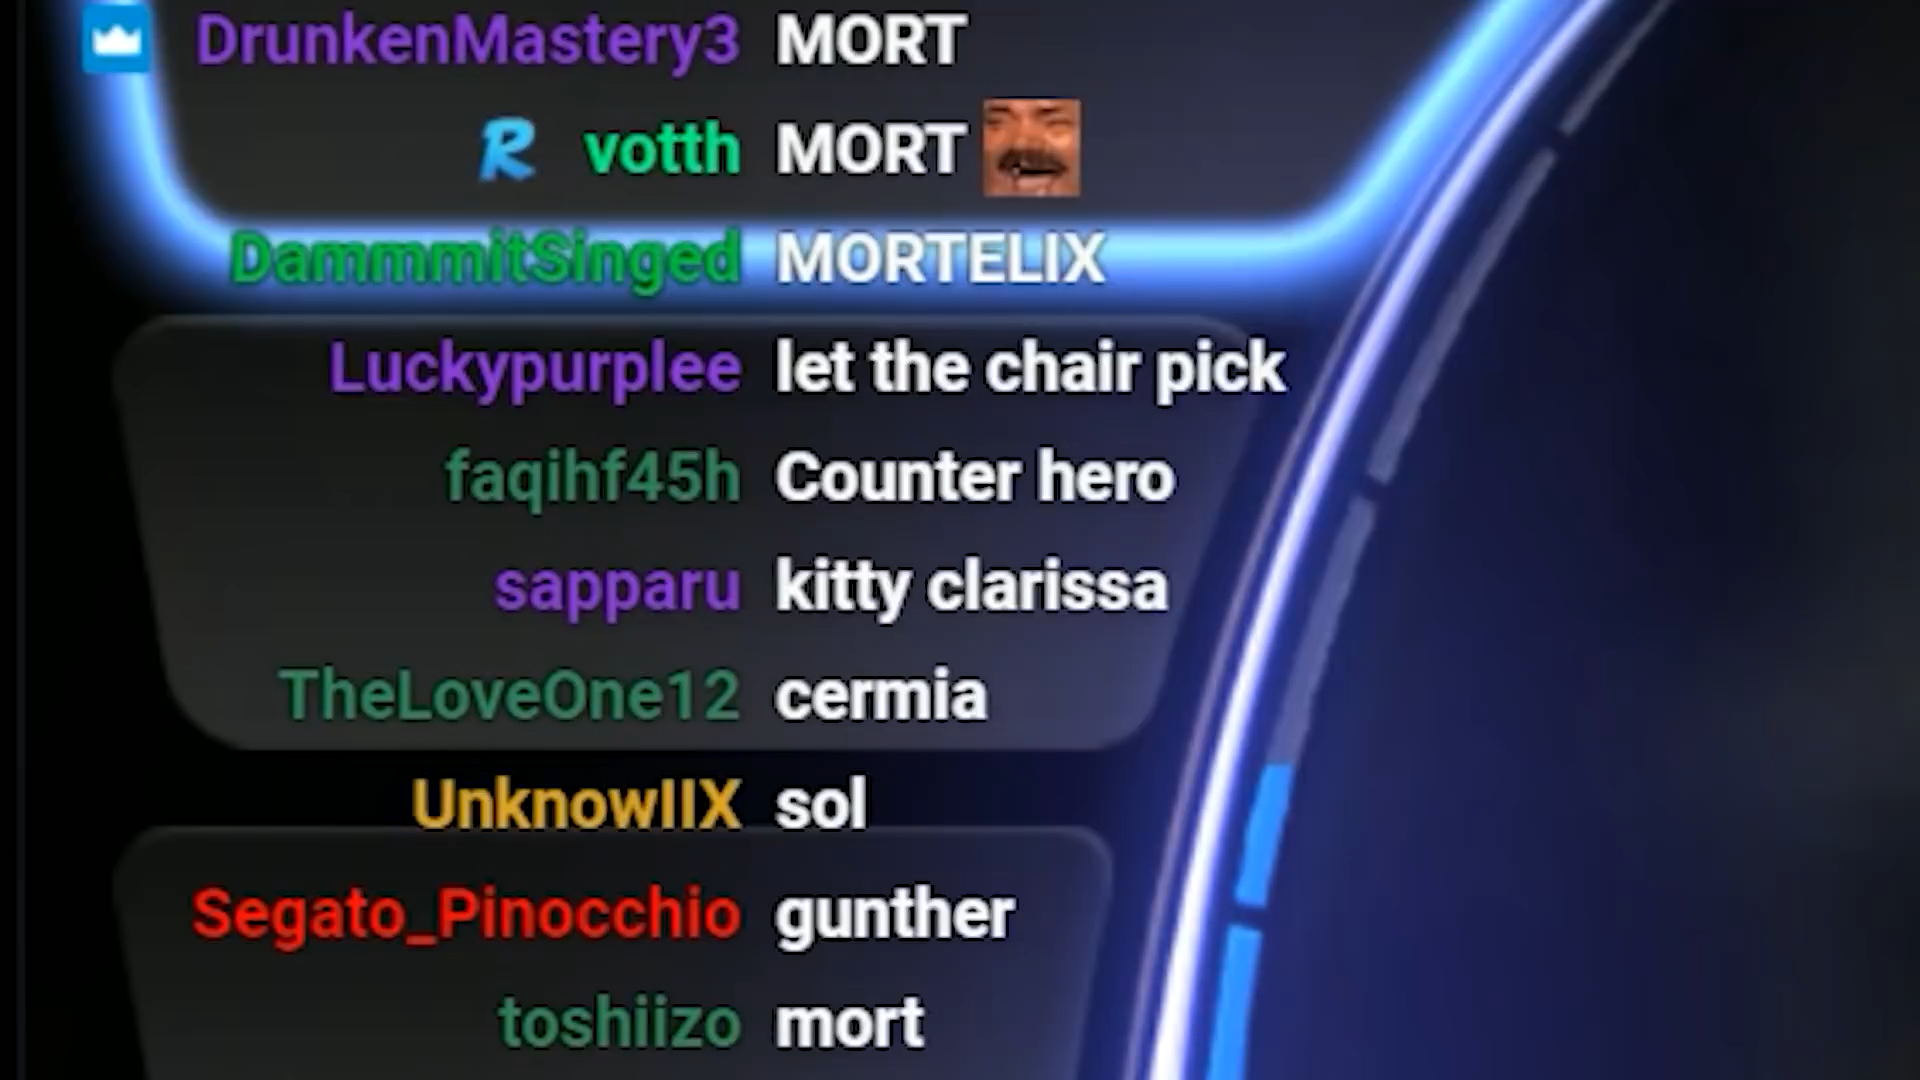 DrunkenMastery3 MORT
R votth MORT
DammmitSinged MORTELIX
Luckypurplee let the chair pick
faqihf45h Counter hero
sapparu kitty clarissa
TheLoveOne12 cermia
UnknowIIX sol
Segato_Pinocchio gunther
toshiizo mort